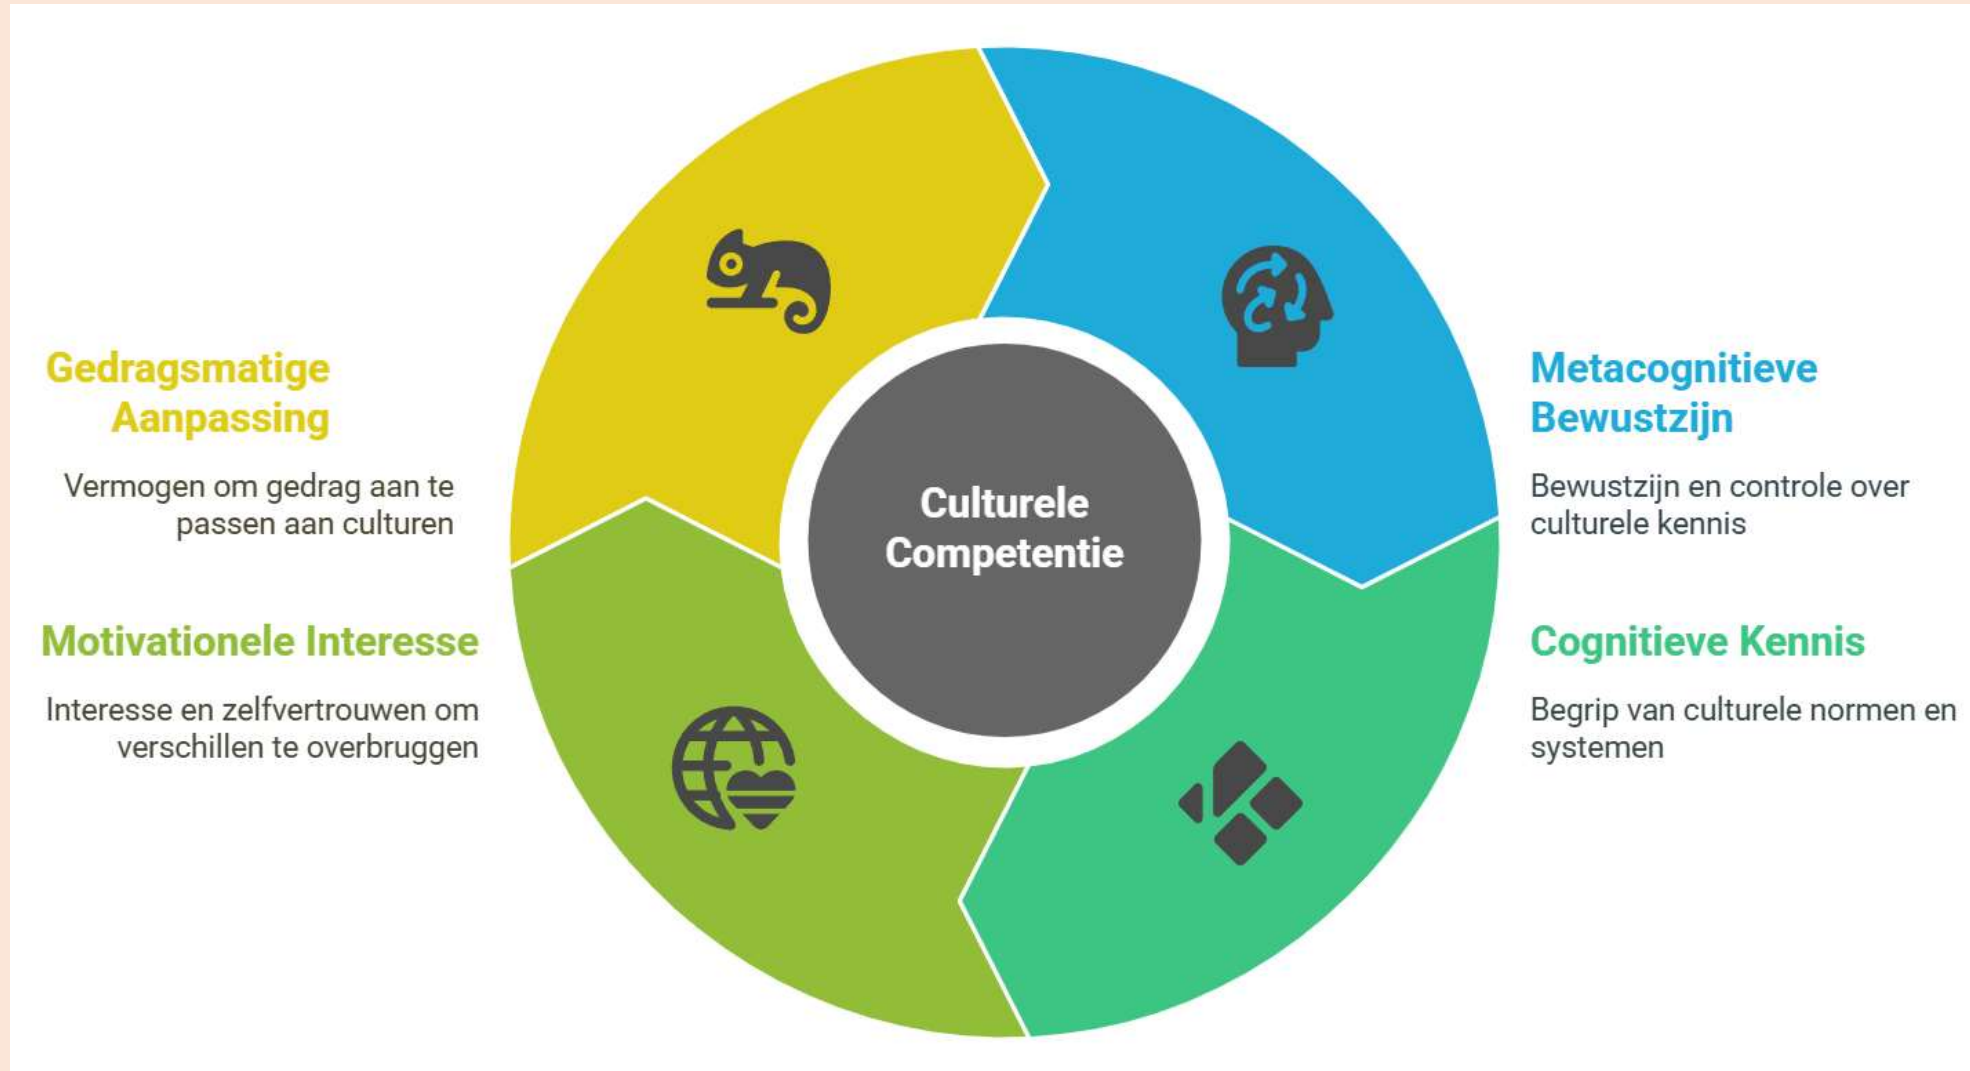 Gedragsmatige
Aanpassing
Vermogen om gedrag aan te
passen aan culturen
Motivationele Interesse
Interesse en zelfvertrouwen om
verschillen te overbruggen
Culturele
Competentie
Metacognitieve
Bewustzijn
Bewustzijn en controle over
culturele kennis
Cognitieve Kennis
Begrip van culturele normen en
systemen